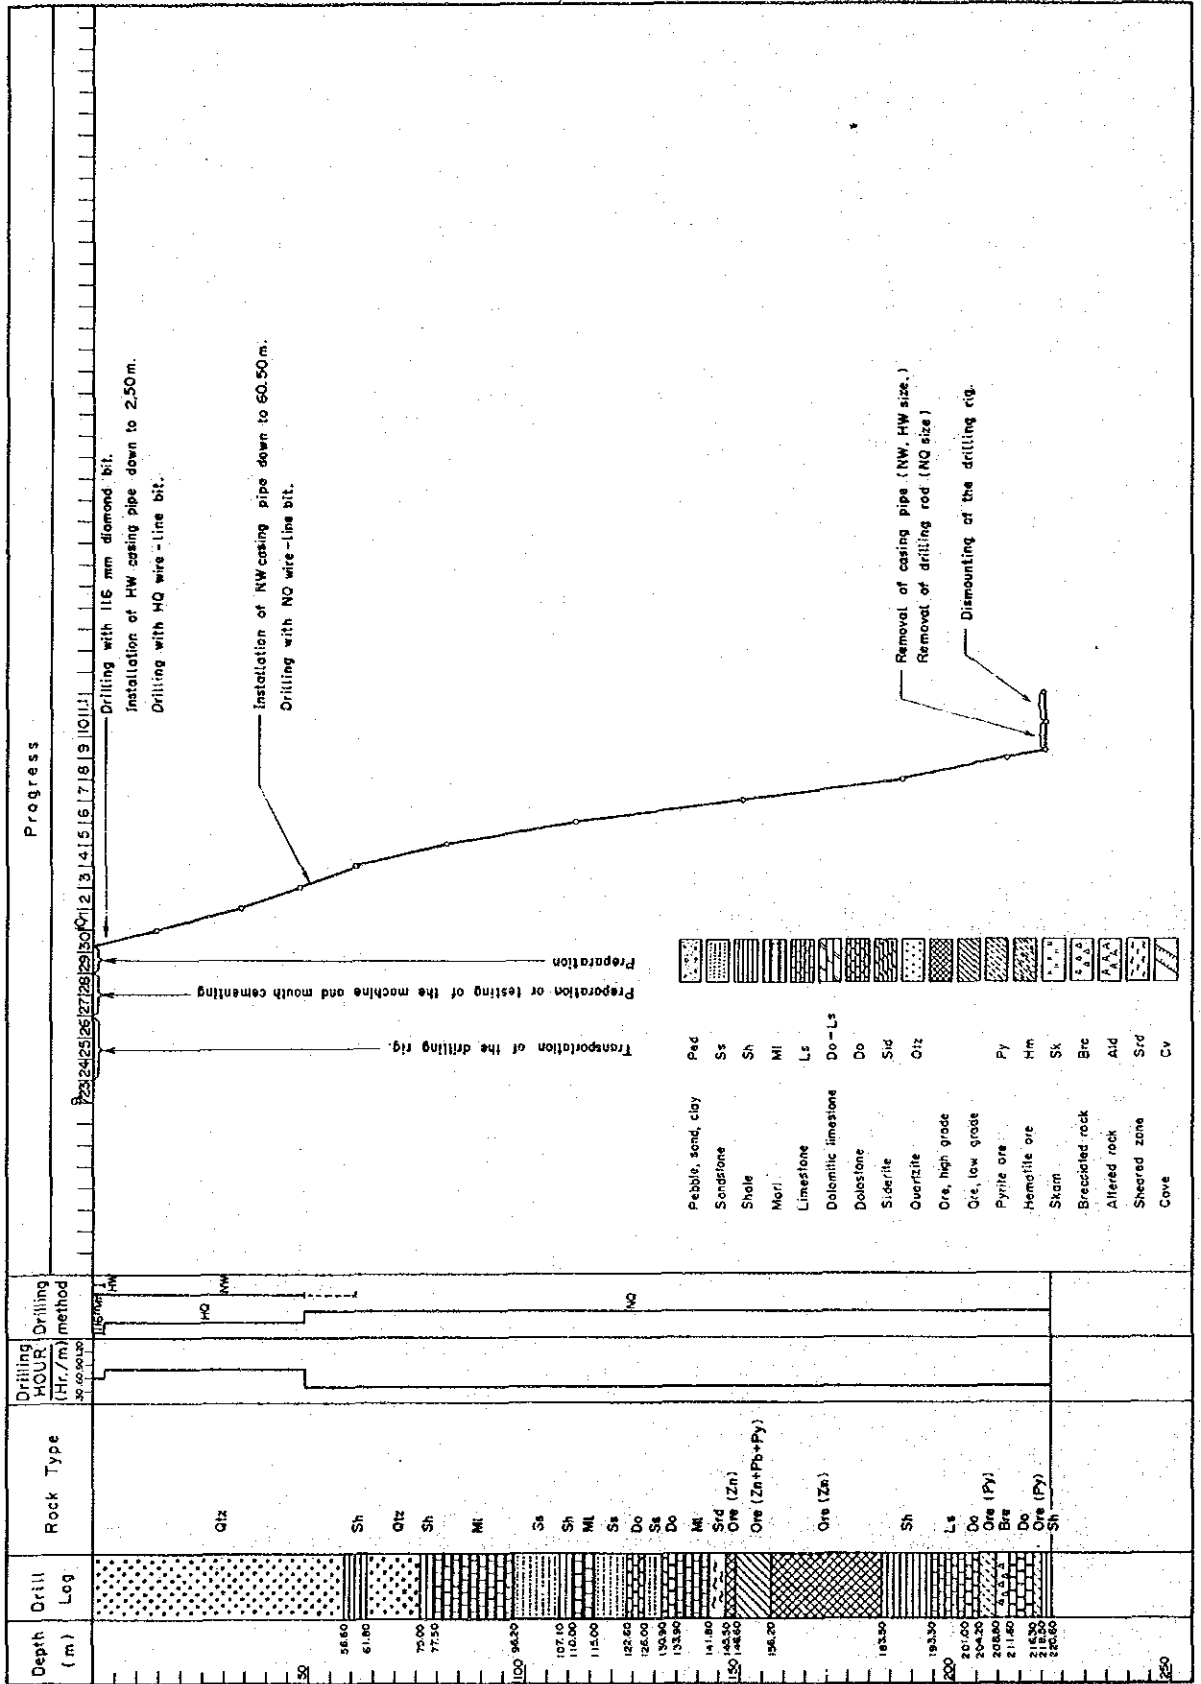 Progress
Depth
(m)
Drill
Log
Rock Type
Drilling
HOUR
(Hr./m)
Drilling
method
30 60 90 120
9/23 24 25 26 27 28 29 30 10/1 2 3 4 5 6 7 8 9 10 11
116mm
HW
NW
HQ
NQ
Drilling with 116 mm diamond bit.
Installation of HW casing pipe down to 2.50m.
Drilling with HQ wire-line bit.
Installation of NW casing pipe down to 60.50m.
Drilling with NQ wire-line bit.
Removal of casing pipe (NW, HW size.)
Removal of drilling rod (NQ size)
Dismounting of the drilling rig.
Preparation
Preparation or testing of the machine and mouth cementing
Transportation of the drilling rig.
50
100
150
200
250
58.60
61.80
75.00
77.50
96.20
107.10
110.00
115.00
122.60
126.00
130.90
133.90
141.80
145.50
148.60
156.20
183.50
193.30
201.00
204.20
208.80
211.60
216.30
218.50
220.60
Qtz
Sh
Qtz
Sh
Ml
Ss
Sh
Ml
Ss
Do
Ss
Do
Ml
Srd
Ore (Zn)
Ore (Zn+Pb+Py)
Ore (Zn)
Sh
Ls
Do
Ore (Py)
Brc
Do
Ore (Py)
Sh
Pebble, sand, clay Psd
Sandstone Ss
Shale Sh
Marl Ml
Limestone Ls
Dolomitic limestone Do-Ls
Dolostone Do
Siderite Sid
Quartzite Qtz
Ore, high grade
Ore, low grade
Pyrite ore Py
Hematite ore Hm
Skarn Sk
Brecciated rock Brc
Altered rock Ald
Sheared zone Srd
Cave Cv